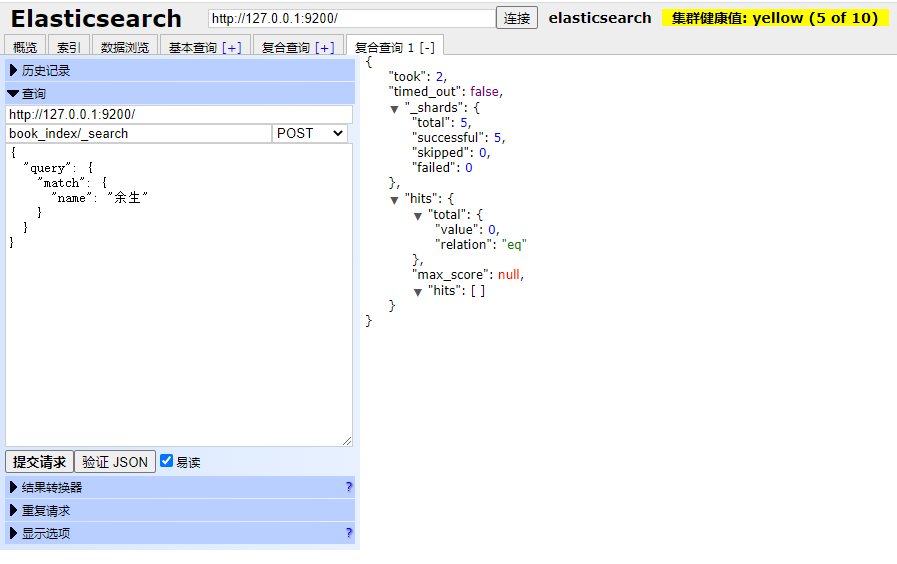 Elasticsearch http://127.0.0.1:9200/ 连接 elasticsearch 集群健康值: yellow (5 of 10)
概览 索引 数据浏览 基本查询 [+] 复合查询 [+] 复合查询 1 [-]
历史记录
查询
http://127.0.0.1:9200/
book_index/_search POST
{
"query": {
"match": {
"name": "余生"
}
}
}
提交请求 验证 JSON 易读
结果转换器 ?
重复请求
显示选项 ?
{
"took": 2,
"timed_out": false,
"_shards": {
"total": 5,
"successful": 5,
"skipped": 0,
"failed": 0
},
"hits": {
"total": {
"value": 0,
"relation": "eq"
},
"max_score": null,
"hits": [ ]
}
}